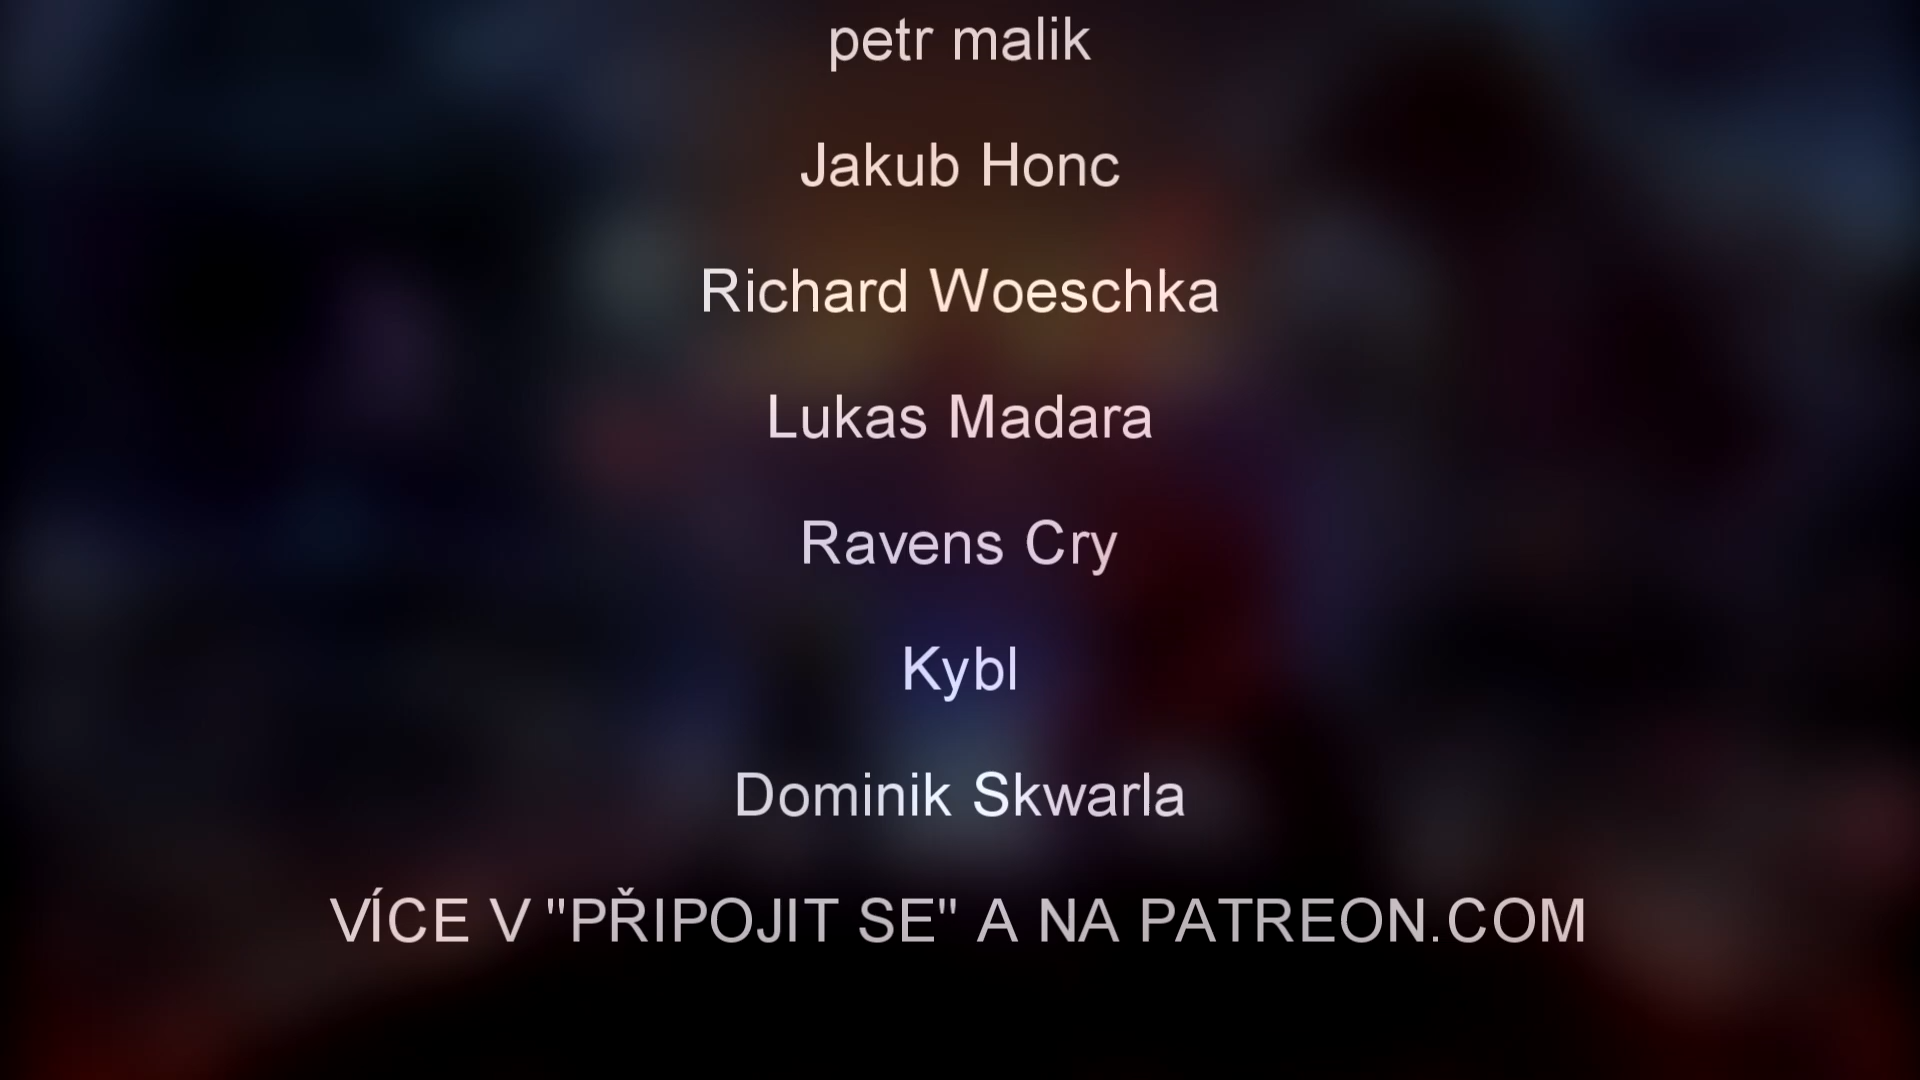 petr malik
Jakub Honc
Richard Woeschka
Lukas Madara
Ravens Cry
Kybl
Dominik Skwarla
VÍCE V "PŘIPOJIT SE" A NA PATREON.COM